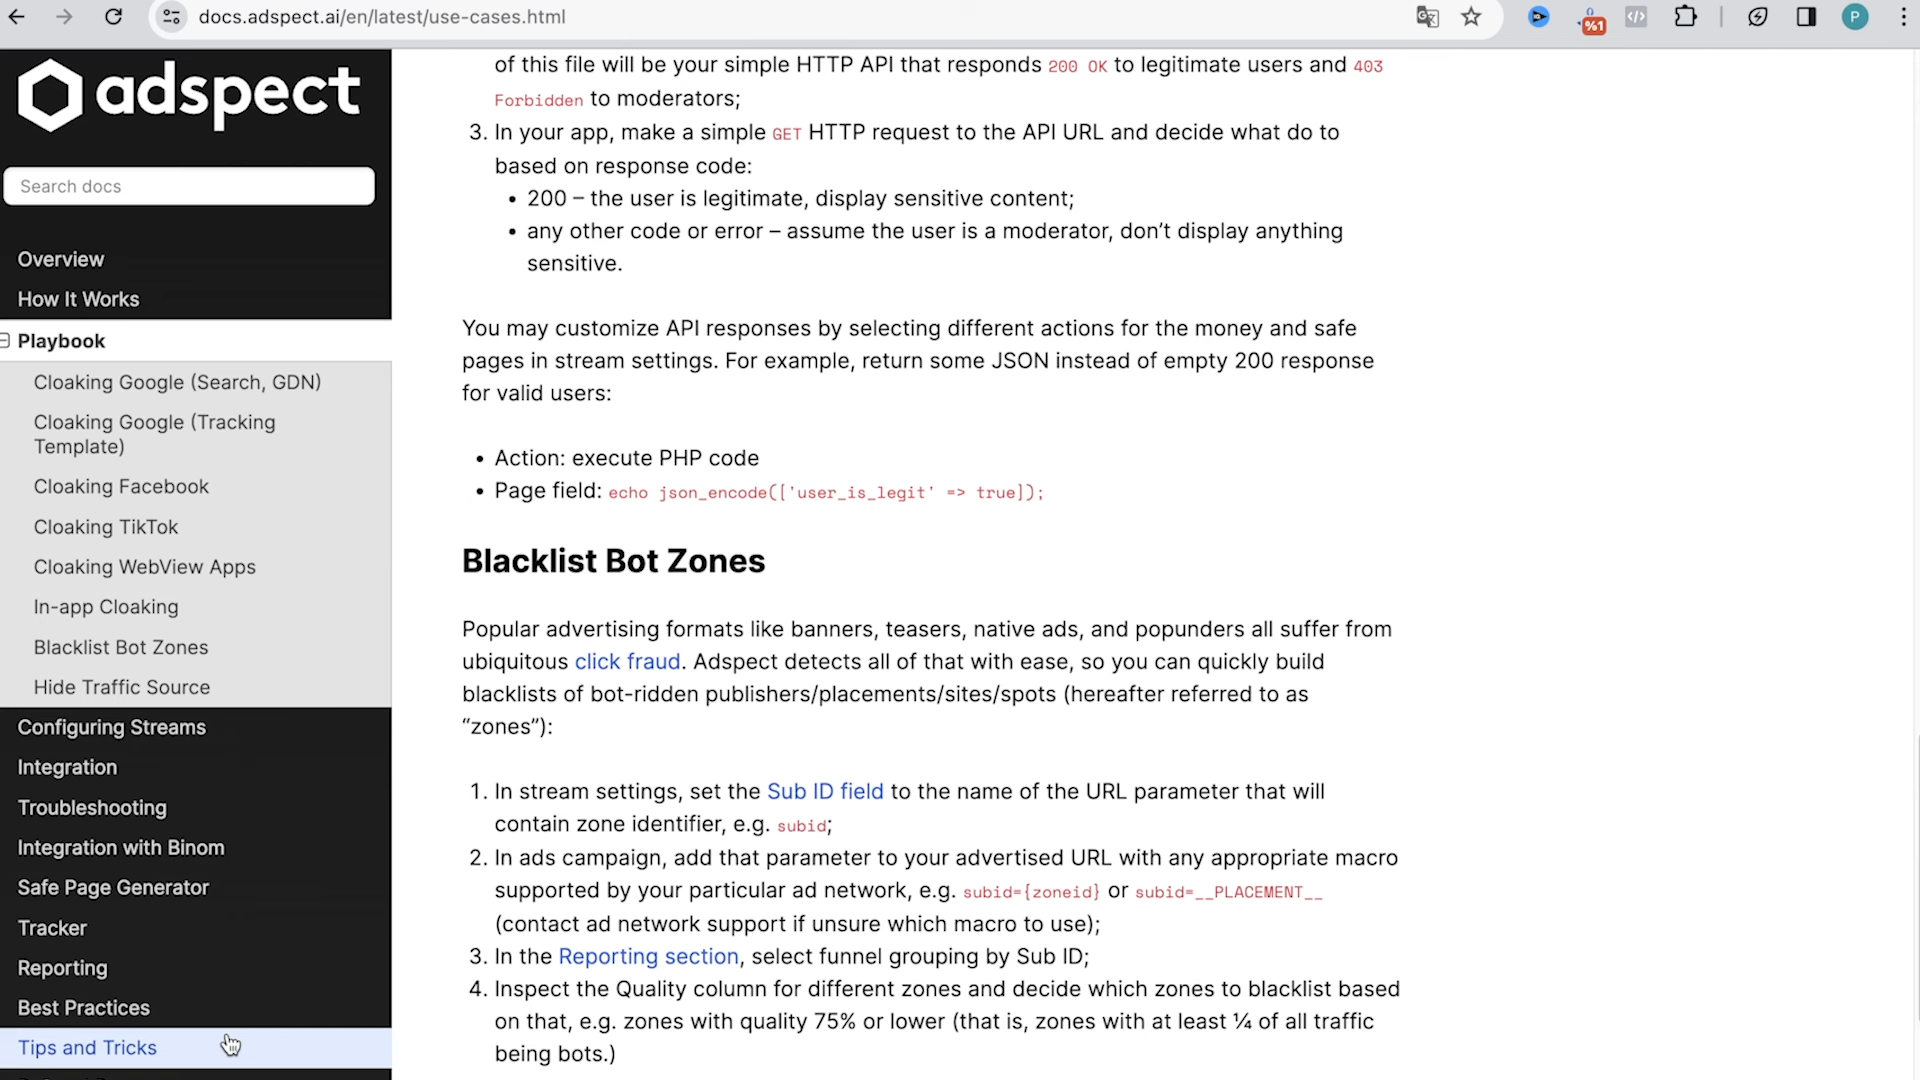 docs.adspect.ai/en/latest/use-cases.html
%1
P
adspect
Search docs
Overview
How It Works
Playbook
Cloaking Google (Search, GDN)
Cloaking Google (Tracking
Template)
Cloaking Facebook
Cloaking TikTok
Cloaking WebView Apps
In-app Cloaking
Blacklist Bot Zones
Hide Traffic Source
Configuring Streams
Integration
Troubleshooting
Integration with Binom
Safe Page Generator
Tracker
Reporting
Best Practices
Tips and Tricks
of this file will be your simple HTTP API that responds 200 OK to legitimate users and 403
Forbidden to moderators;
3. In your app, make a simple GET HTTP request to the API URL and decide what do to
based on response code:
• 200 – the user is legitimate, display sensitive content;
• any other code or error – assume the user is a moderator, don’t display anything
sensitive.
You may customize API responses by selecting different actions for the money and safe
pages in stream settings. For example, return some JSON instead of empty 200 response
for valid users:
• Action: execute PHP code
• Page field: echo json_encode(['user_is_legit' => true]);
Blacklist Bot Zones
Popular advertising formats like banners, teasers, native ads, and popunders all suffer from
ubiquitous click fraud. Adspect detects all of that with ease, so you can quickly build
blacklists of bot-ridden publishers/placements/sites/spots (hereafter referred to as
“zones”):
1. In stream settings, set the Sub ID field to the name of the URL parameter that will
contain zone identifier, e.g. subid;
2. In ads campaign, add that parameter to your advertised URL with any appropriate macro
supported by your particular ad network, e.g. subid={zoneid} or subid=__PLACEMENT__
(contact ad network support if unsure which macro to use);
3. In the Reporting section, select funnel grouping by Sub ID;
4. Inspect the Quality column for different zones and decide which zones to blacklist based
on that, e.g. zones with quality 75% or lower (that is, zones with at least ¼ of all traffic
being bots.)